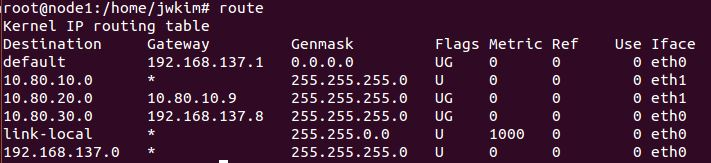 root@node1:/home/jwkim# route
Kernel IP routing table
Destination     Gateway         Genmask         Flags Metric Ref    Use Iface
default         192.168.137.1   0.0.0.0         UG    0      0        0 eth0
10.80.10.0      *               255.255.255.0   U     0      0        0 eth1
10.80.20.0      10.80.10.9      255.255.255.0   UG    0      0        0 eth1
10.80.30.0      192.168.137.8   255.255.255.0   UG    0      0        0 eth0
link-local      *               255.255.0.0     U     1000   0        0 eth0
192.168.137.0   *               255.255.255.0   U     0      0        0 eth0